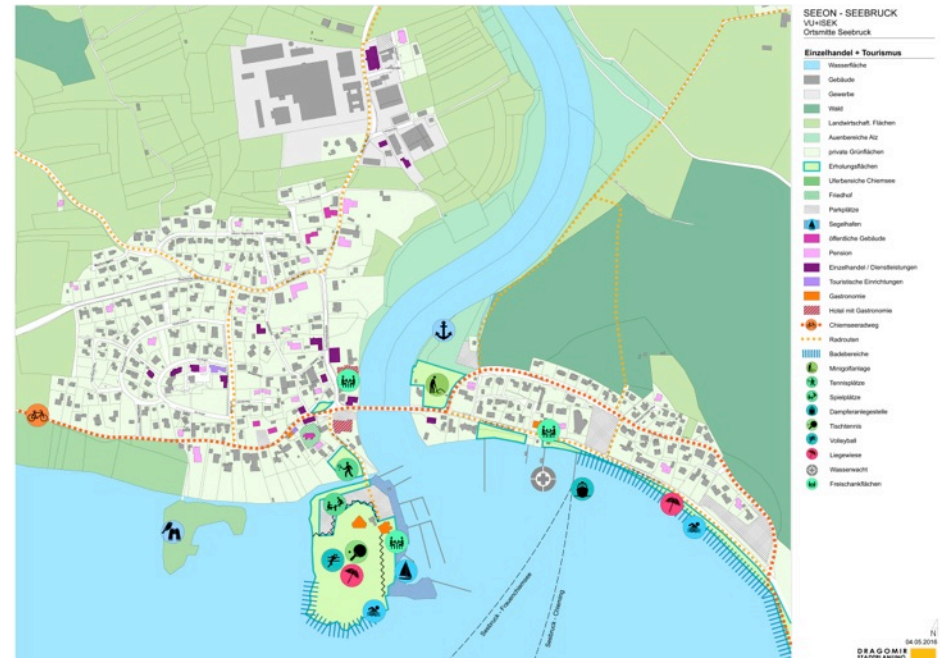 SEEON - SEEBRUCK
VU+ISEK
Ortsmitte Seebruck
Einzelhandel + Tourismus
Wasserfläche
Gebäude
Gewerbe
Wald
Landwirtschaft. Flächen
Auenbereiche Alz
private Grünflächen
Erholungsflächen
Uferbereiche Chiemsee
Friedhof
Parkplätze
Segelhafen
öffentliche Gebäude
Pension
Einzelhandel / Dienstleistungen
Touristische Einrichtungen
Gastronomie
Hotel mit Gastronomie
Chiemseeradweg
Radrouten
Badebereiche
Minigolfanlage
Tennisplätze
Spielplätze
Dampferanlegestelle
Tischtennis
Volleyball
Liegewiese
Wasserwacht
Freischankflächen
Seebruck - Frauenchiemsee
Seebruck - Chieming
N
04.05.2016
DRAGOMIR
STADTPLANUNG